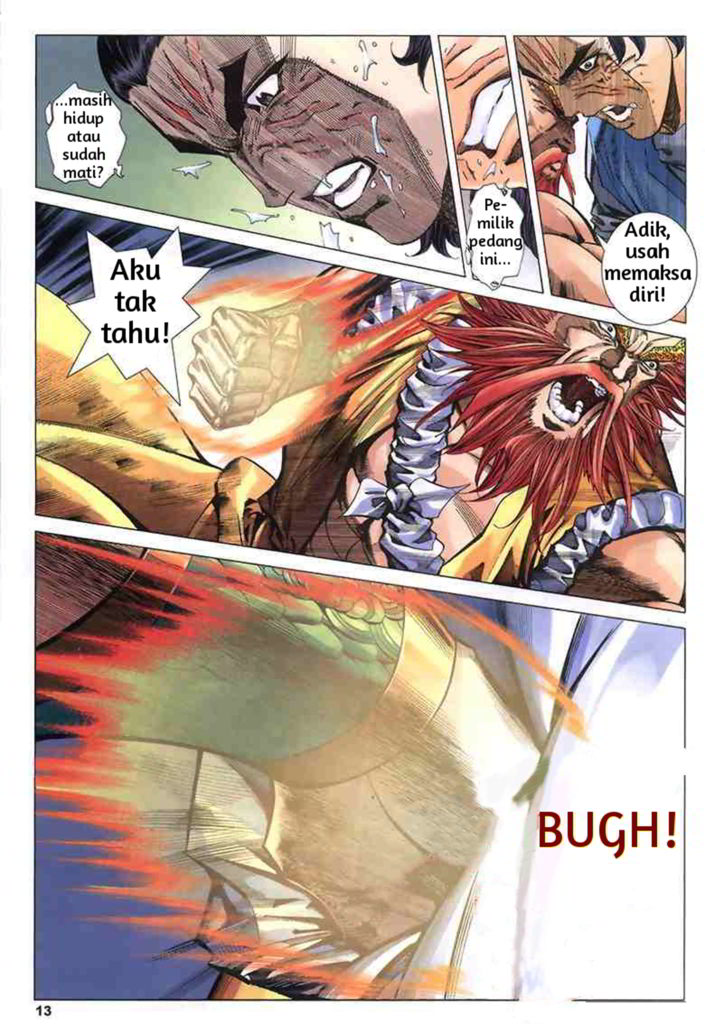 ...masih
hidup
atau
sudah
mati?
Pe-
milik
pedang
ini...
Adik,
usah
memaksa
diri!
Aku
tak
tahu!
BUGH!
13